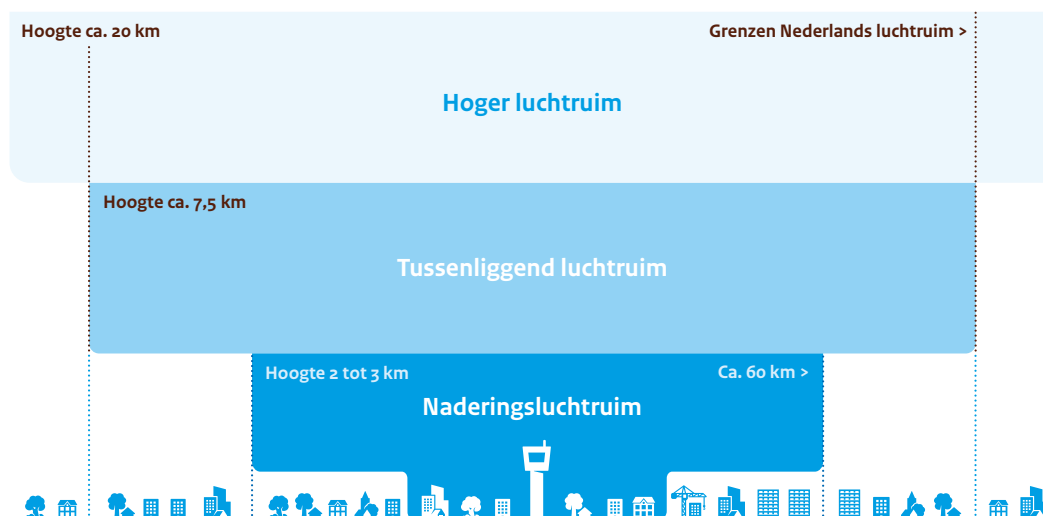 Hoogte ca. 20 km
Grenzen Nederlands luchtruim >
Hoger luchtruim
Hoogte ca. 7,5 km
Tussenliggend luchtruim
Hoogte 2 tot 3 km
Ca. 60 km >
Naderingsluchtruim